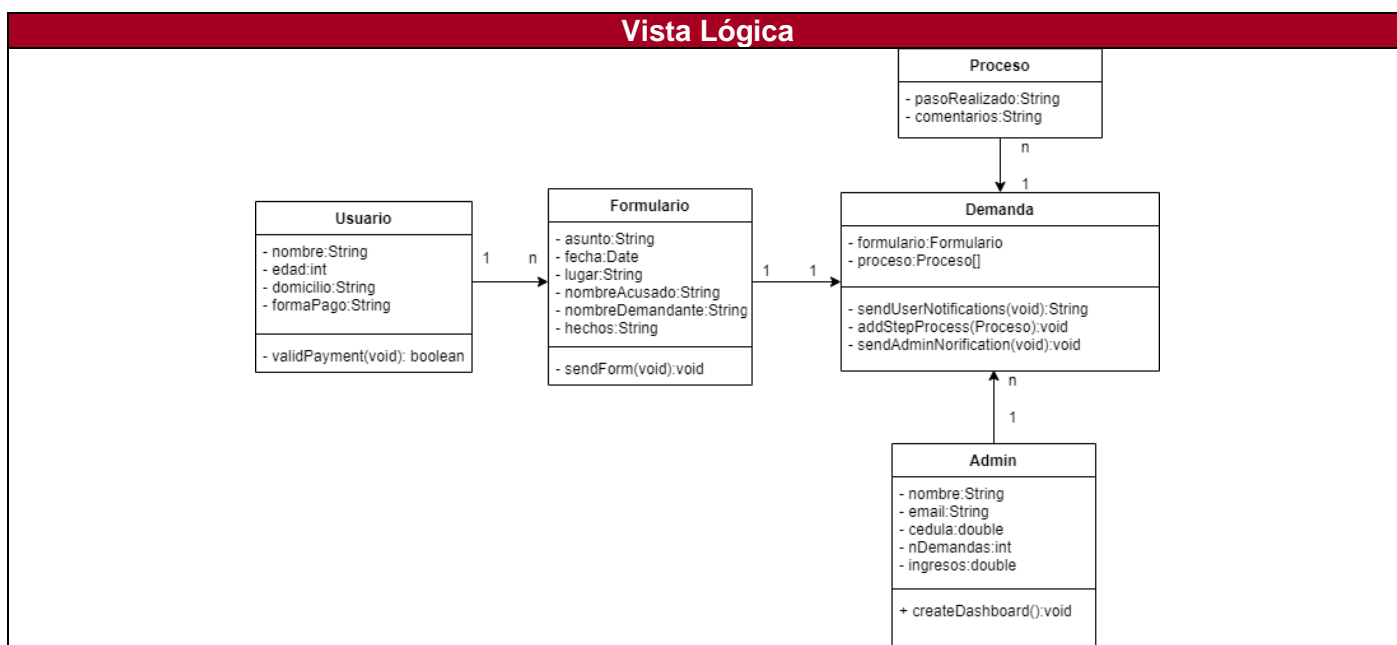 Vista Lógica
Proceso
- pasoRealizado:String
- comentarios:String
n
1
Usuario
- nombre:String
- edad:int
- domicilio:String
- formaPago:String
- validPayment(void): boolean
1
n
Formulario
- asunto:String
- fecha:Date
- lugar:String
- nombreAcusado:String
- nombreDemandante:String
- hechos:String
- sendForm(void):void
1
1
Demanda
- formulario:Formulario
- proceso:Proceso[]
- sendUserNotifications(void):String
- addStepProcess(Proceso):void
- sendAdminNorification(void):void
n
1
Admin
- nombre:String
- email:String
- cedula:double
- nDemandas:int
- ingresos:double
+ createDashboard():void